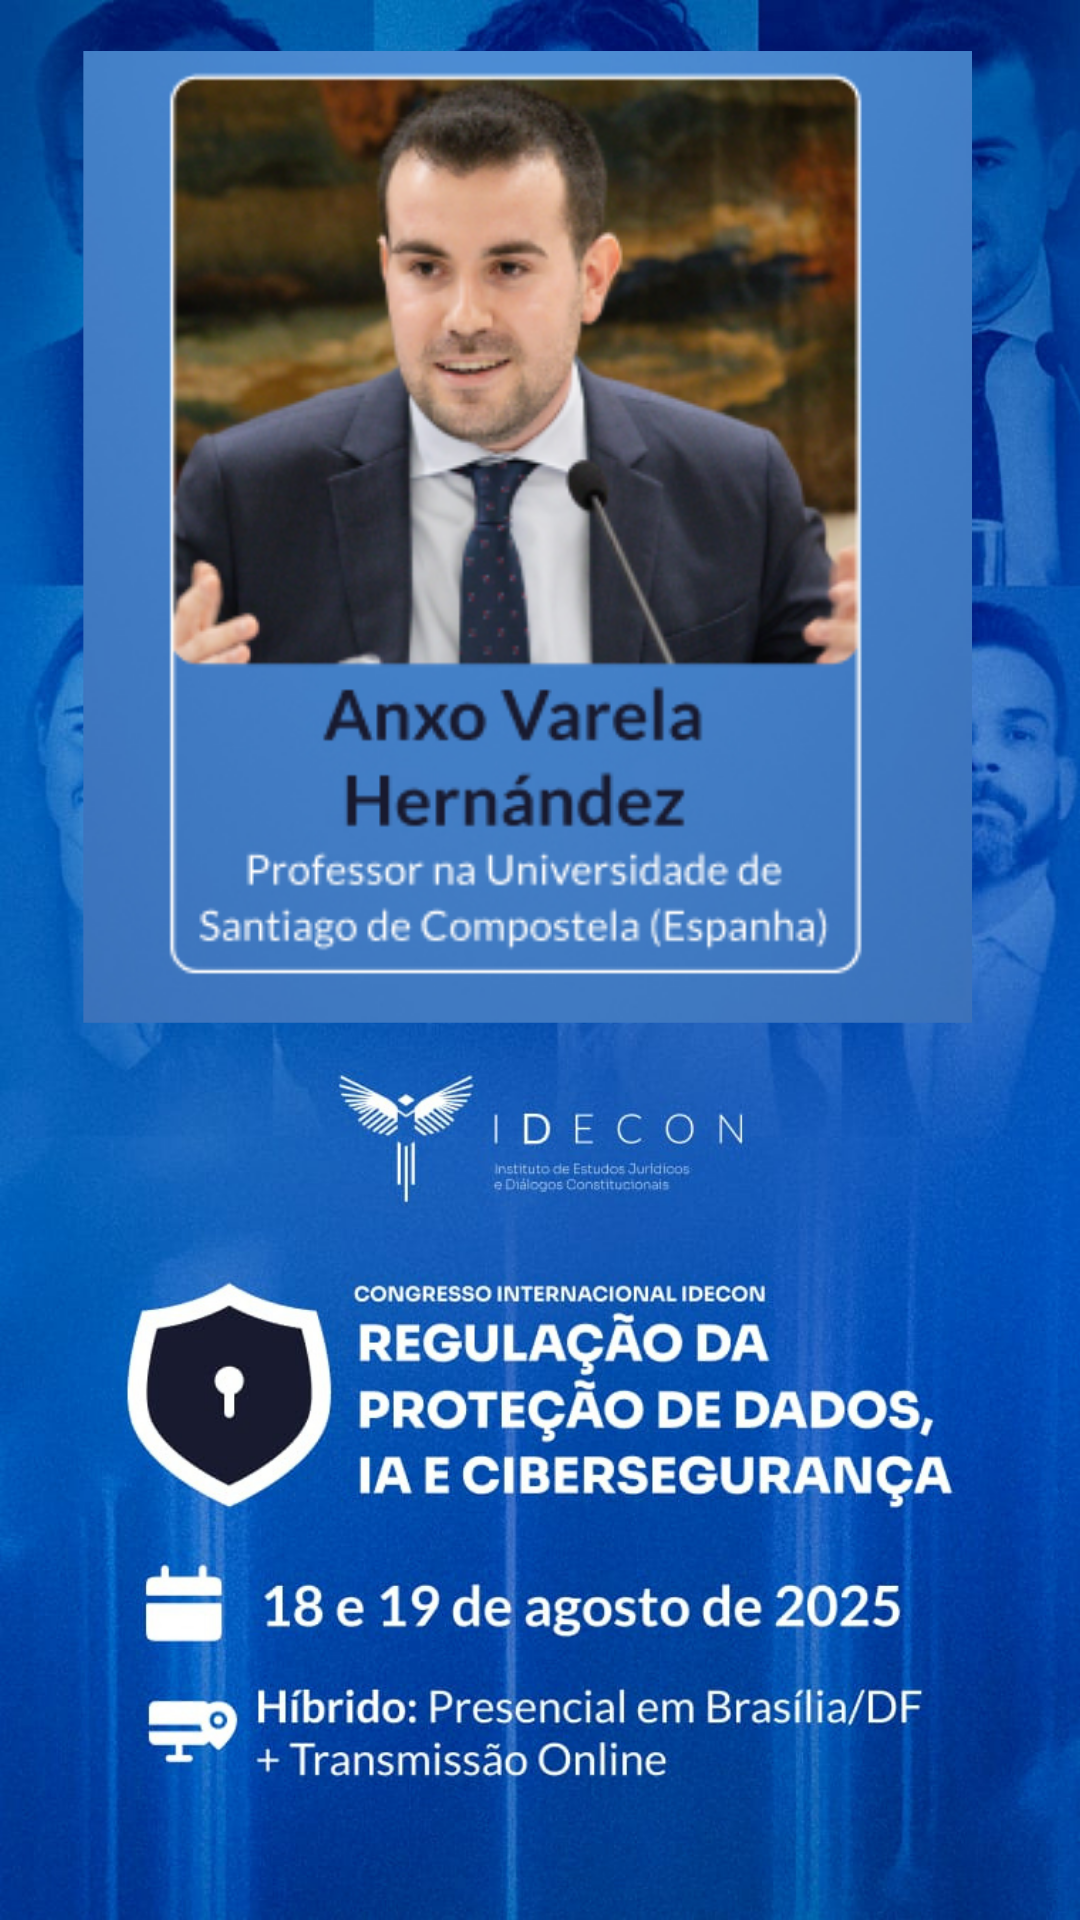 Anxo Varela
Hernández
Professor na Universidade de
Santiago de Compostela (Espanha)
IDECON
Instituto de Estudos Jurídicos
e Diálogos Constitucionais
CONGRESSO INTERNACIONAL IDECON
REGULAÇÃO DA
PROTEÇÃO DE DADOS,
IA E CIBERSEGURANÇA
18 e 19 de agosto de 2025
Híbrido: Presencial em Brasília/DF
+ Transmissão Online